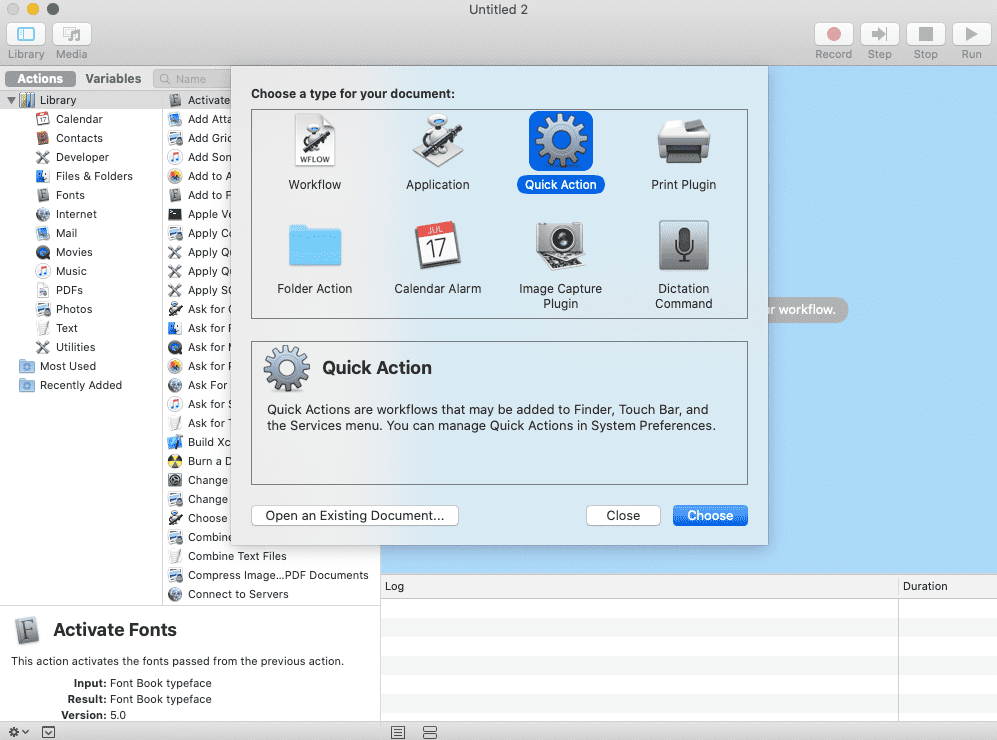 Untitled 2
Library
Media
Record
Step
Stop
Run
Actions
Variables
Name
Library
Calendar
Contacts
Developer
Files & Folders
Fonts
Internet
Mail
Movies
Music
PDFs
Photos
Text
Utilities
Most Used
Recently Added
Activate
Add
Add
Add
Add to
Add to
Apple
Apply
Apply
Apply
Apply
Ask for
Ask for
Ask for
Ask for
Ask For
Ask for
Ask for
Build
Burn a
Change
Change
Choose
Combine
Combine Text Files
Compress Image...PDF Documents
Connect to Servers
Choose a type for your document:
WFLOW
Workflow
Application
Quick Action
Print Plugin
JUL
17
Folder Action
Calendar Alarm
Image Capture
Plugin
Dictation
Command
workflow.
Quick Action
Quick Actions are workflows that may be added to Finder, Touch Bar, and
the Services menu. You can manage Quick Actions in System Preferences.
Open an Existing Document...
Close
Choose
Log
Duration
Activate Fonts
This action activates the fonts passed from the previous action.
Input: Font Book typeface
Result: Font Book typeface
Version: 5.0